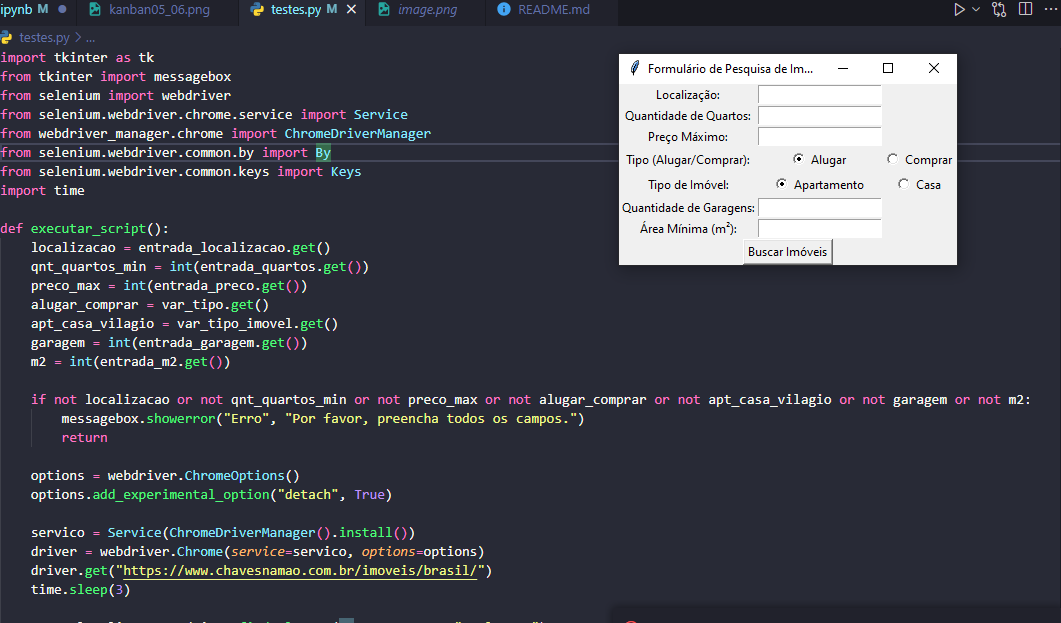 ipynb M
kanban05_06.png
testes.py M
image.png
README.md
testes.py > ...
import tkinter as tk
from tkinter import messagebox
from selenium import webdriver
from selenium.webdriver.chrome.service import Service
from webdriver_manager.chrome import ChromeDriverManager
from selenium.webdriver.common.by import By
from selenium.webdriver.common.keys import Keys
import time
def executar_script():
localizacao = entrada_localizacao.get()
qnt_quartos_min = int(entrada_quartos.get())
preco_max = int(entrada_preco.get())
alugar_comprar = var_tipo.get()
apt_casa_vilagio = var_tipo_imovel.get()
garagem = int(entrada_garagem.get())
m2 = int(entrada_m2.get())
if not localizacao or not qnt_quartos_min or not preco_max or not alugar_comprar or not apt_casa_vilagio or not garagem or not m2:
messagebox.showerror("Erro", "Por favor, preencha todos os campos.")
return
options = webdriver.ChromeOptions()
options.add_experimental_option("detach", True)
servico = Service(ChromeDriverManager().install())
driver = webdriver.Chrome(service=servico, options=options)
driver.get("https://www.chavesnamao.com.br/imoveis/brasil/")
time.sleep(3)
Formulário de Pesquisa de Im...
Localização:
Quantidade de Quartos:
Preço Máximo:
Tipo (Alugar/Comprar): Alugar Comprar
Tipo de Imóvel: Apartamento Casa
Quantidade de Garagens:
Área Mínima (m²):
Buscar Imóveis